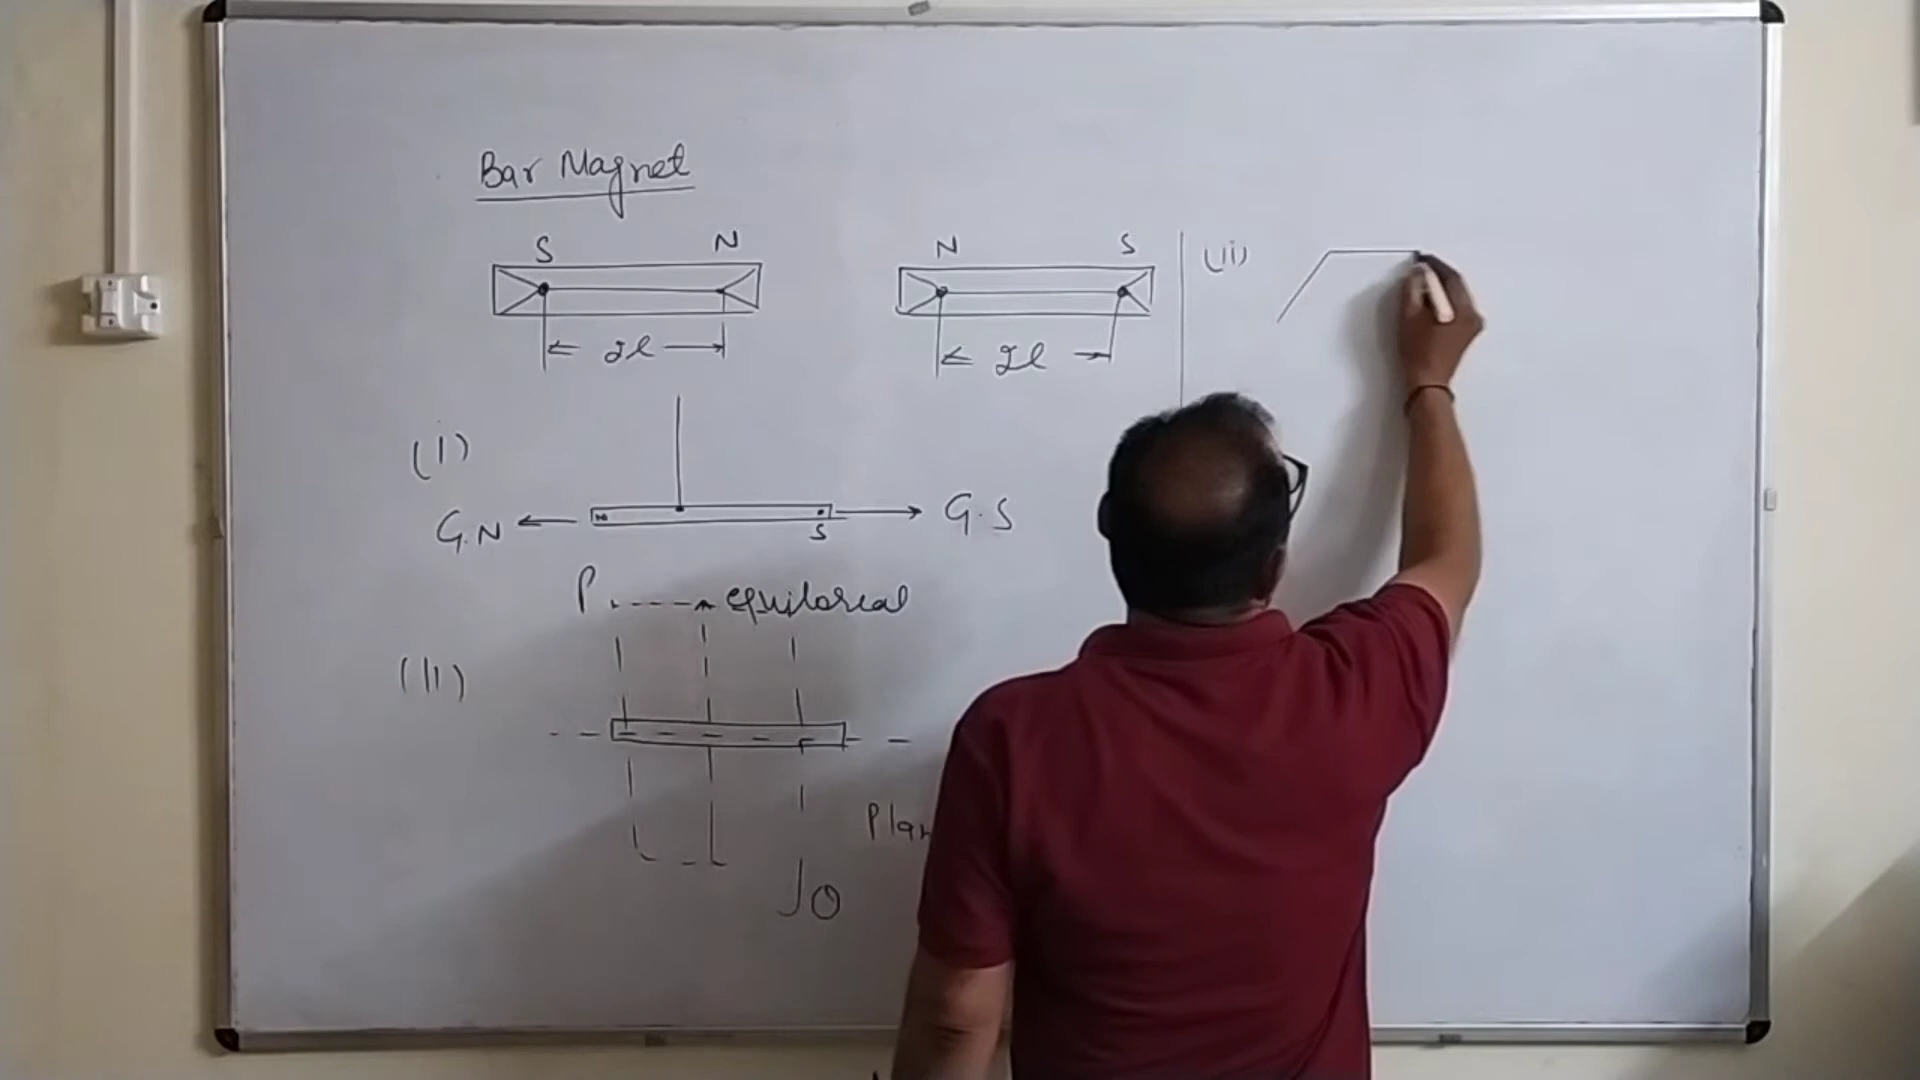 Bar Magnet
S N
N S
2l
2l
(i)
G.N N S G.S
P equitorial
(ii)
Plan
O
(ii)